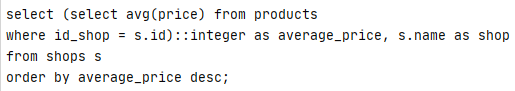 select (select avg(price) from products
where id_shop = s.id)::integer as average_price, s.name as shop
from shops s
order by average_price desc;